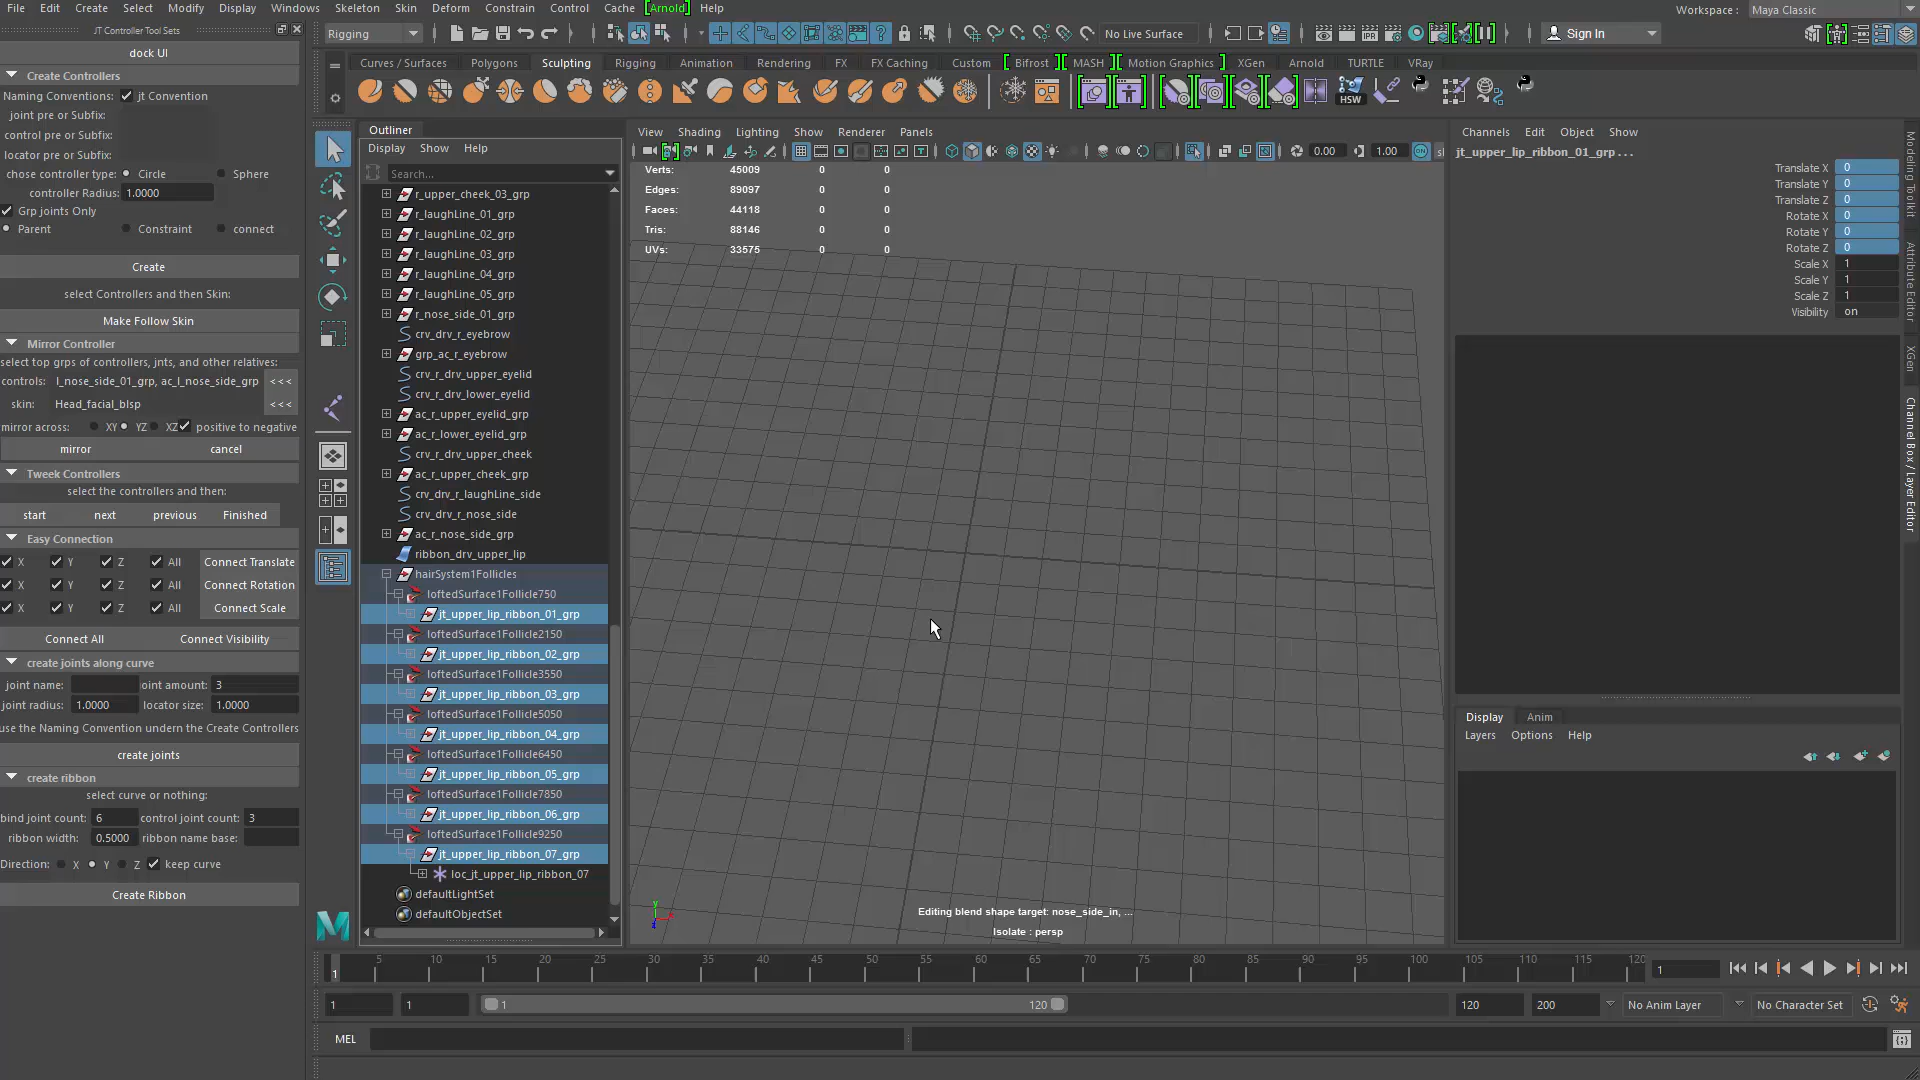 File Edit Create Select Modify Display Windows Skeleton Skin Deform Constrain Control Cache [Arnold] Help Workspace : Maya Classic
JT Controller Tool Sets
Rigging No Live Surface Sign In
dock UI
Create Controllers
Naming Conventions: jt Convention
joint pre or Subfix:
control pre or Subfix:
locator pre or Subfix:
chose controller type: Circle Sphere
controller Radius: 1.0000
Grp joints Only
Parent Constraint connect
Create
select Controllers and then Skin:
Make Follow Skin
Mirror Controller
select top grps of controllers, jnts, and other relatives:
controls: l_nose_side_01_grp, ac_l_nose_side_grp <<<
skin: Head_facial_blsp <<<
mirror across: XY YZ XZ positive to negative
mirror cancel
Tweek Controllers
select the controllers and then:
start next previous Finished
Easy Connection
X Y Z All Connect Translate
X Y Z All Connect Rotation
X Y Z All Connect Scale
Connect All Connect Visibility
create joints along curve
joint name: oint amount: 3
joint radius: 1.0000 locator size: 1.0000
use the Naming Convention undern the Create Controllers
create joints
create ribbon
select curve or nothing:
bind joint count: 6 control joint count: 3
ribbon width: 0.5000 ribbon name base:
Direction: X Y Z keep curve
Create Ribbon
Curves / Surfaces Polygons Sculpting Rigging Animation Rendering FX FX Caching Custom Bifrost MASH Motion Graphics XGen Arnold TURTLE VRay
HSW
Outliner
Display Show Help
Search...
r_upper_cheek_03_grp
r_laughLine_01_grp
r_laughLine_02_grp
r_laughLine_03_grp
r_laughLine_04_grp
r_laughLine_05_grp
r_nose_side_01_grp
crv_drv_r_eyebrow
grp_ac_r_eyebrow
crv_r_drv_upper_eyelid
crv_r_drv_lower_eyelid
ac_r_upper_eyelid_grp
ac_r_lower_eyelid_grp
crv_r_drv_upper_cheek
ac_r_upper_cheek_grp
crv_drv_r_laughLine_side
crv_drv_r_nose_side
ac_r_nose_side_grp
ribbon_drv_upper_lip
hairSystem1Follicles
loftedSurface1Follicle750
jt_upper_lip_ribbon_01_grp
loftedSurface1Follicle2150
jt_upper_lip_ribbon_02_grp
loftedSurface1Follicle3550
jt_upper_lip_ribbon_03_grp
loftedSurface1Follicle5050
jt_upper_lip_ribbon_04_grp
loftedSurface1Follicle6450
jt_upper_lip_ribbon_05_grp
loftedSurface1Follicle7850
jt_upper_lip_ribbon_06_grp
loftedSurface1Follicle9250
jt_upper_lip_ribbon_07_grp
loc_jt_upper_lip_ribbon_07
defaultLightSet
defaultObjectSet
View Shading Lighting Show Renderer Panels
0.00 1.00
Verts: 45009 0 0
Edges: 89097 0 0
Faces: 44118 0 0
Tris: 88146 0 0
UVs: 33575 0 0
Editing blend shape target: nose_side_in, ...
Isolate : persp
Channels Edit Object Show
jt_upper_lip_ribbon_01_grp...
Translate X 0
Translate Y 0
Translate Z 0
Rotate X 0
Rotate Y 0
Rotate Z 0
Scale X 1
Scale Y 1
Scale Z 1
Visibility on
Display Anim
Layers Options Help
Modeling Toolkit
Attribute Editor
XGen
Channel Box / Layer Editor
1 5 10 15 20 25 30 35 40 45 50 55 60 65 70 75 80 85 90 95 100 105 110 115 120 1
1 1 1 120 120 200 No Anim Layer No Character Set
MEL